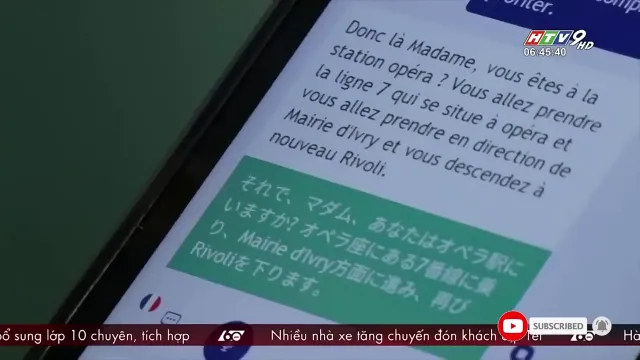 HTV9 HD
06:45:40
Donc là Madame, vous êtes à la
station opéra ? Vous allez prendre
la ligne 7 qui se situe à opéra et
vous allez prendre en direction de
Mairie d'Ivry et vous descendez à
nouveau Rivoli.
それで、マダム、あなたはオペラ駅に
いますか? オペラ座にある7番線に乗
り、Mairie d'Ivry方面に進み、再び
Rivoliを下ります。
SUBSCRIBED
bổ sung lớp 10 chuyên, tích hợp
60
Nhiều nhà xe tăng chuyến đón khách
Tết
60
Hà